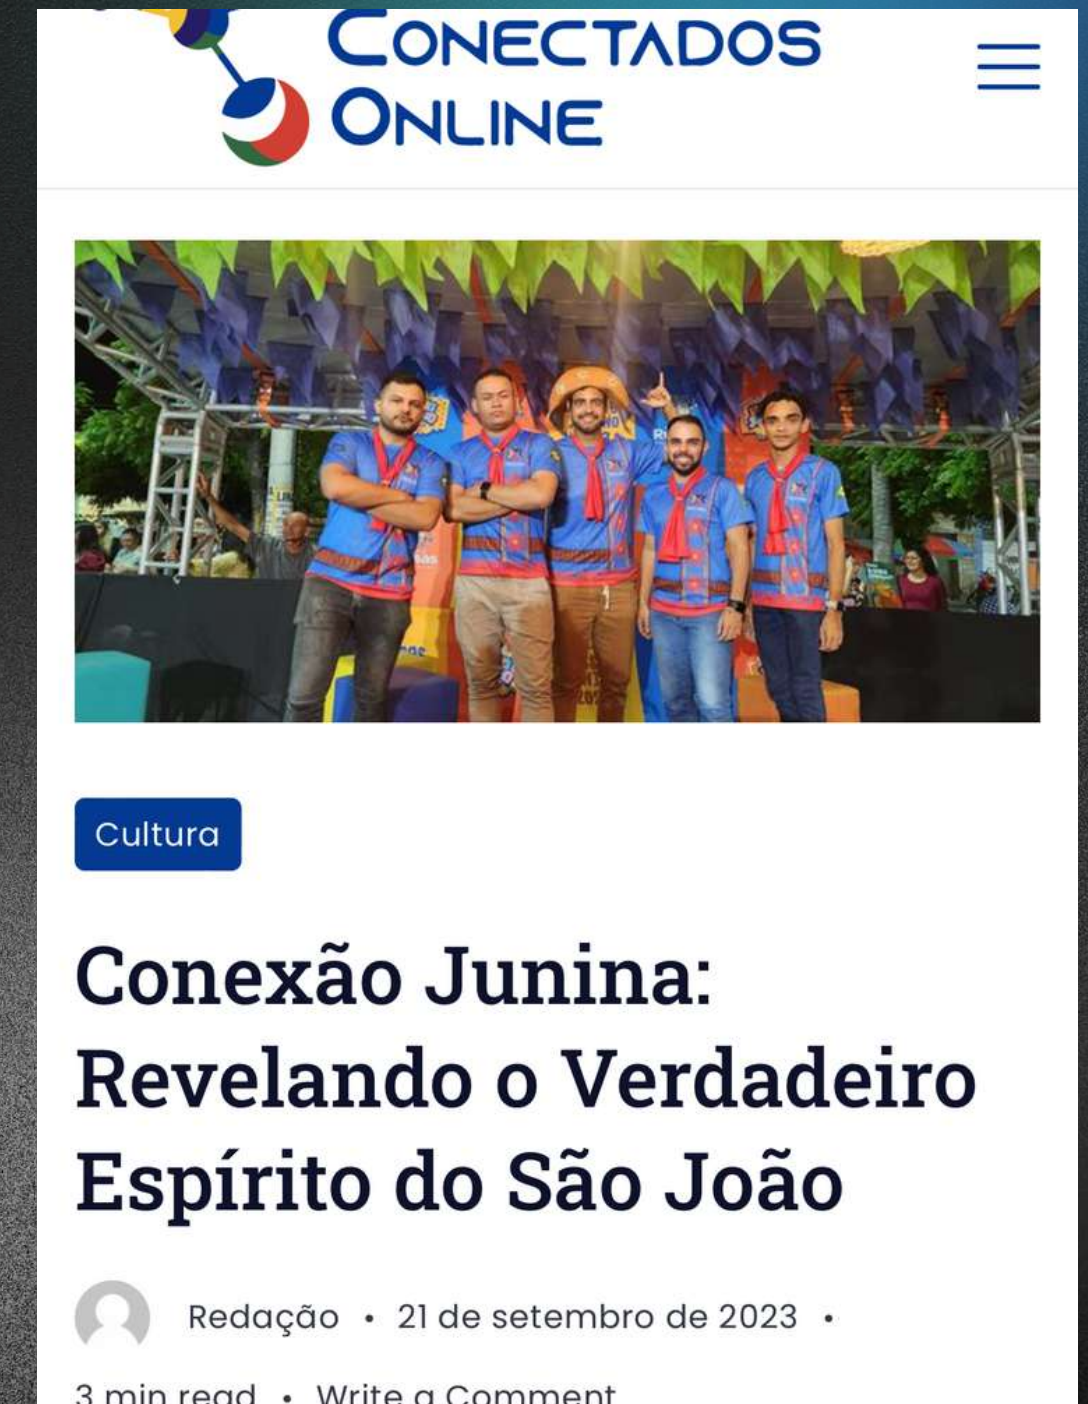 CONECTADOS
ONLINE
Cultura
Conexão Junina:
Revelando o Verdadeiro
Espírito do São João
Redação • 21 de setembro de 2023 •
3 min read • Write a Comment